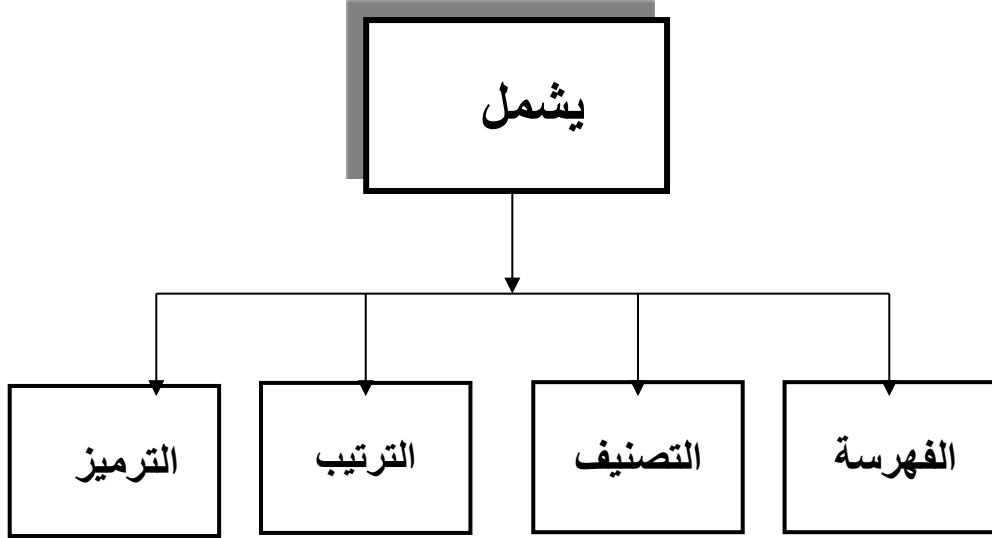 يشمل
الفهرسة
التصنيف
الترتيب
الترميز